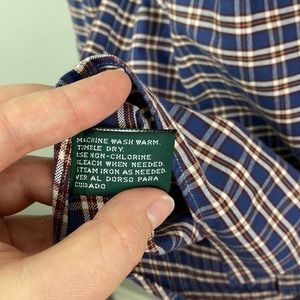 MACHINE WASH WARM.
TUMBLE DRY.
USE NON-CHLORINE
BLEACH WHEN NEEDED.
STEAM IRON AS NEEDED.
VER AL DORSO PARA
CUIDADO